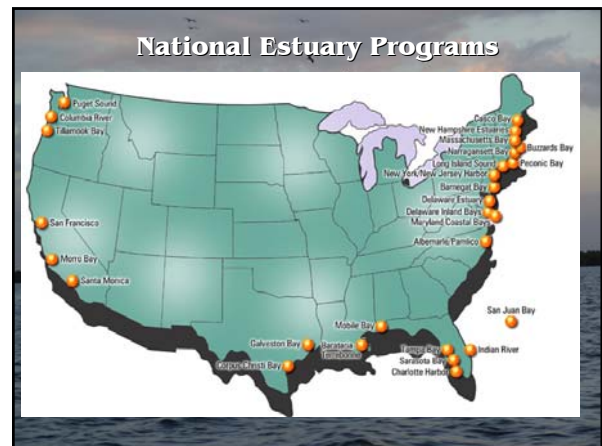 National Estuary Programs
Puget Sound
Columbia River
Tillamook Bay
San Francisco
Morro Bay
Santa Monica
Casco Bay
New Hampshire Estuaries
Massachusetts Bay
Buzzards Bay
Narragansett Bay
Long Island Sound
Peconic Bay
New York/New Jersey Harbor
Barnegat Bay
Delaware Estuary
Delaware Inland Bays
Maryland Coastal Bays
Albemarle/Pamlico
San Juan Bay
Mobile Bay
Galveston Bay
Barataria
Terrebonne
Corpus Christi Bay
Tampa Bay
Indian River
Sarasota Bay
Charlotte Harbor